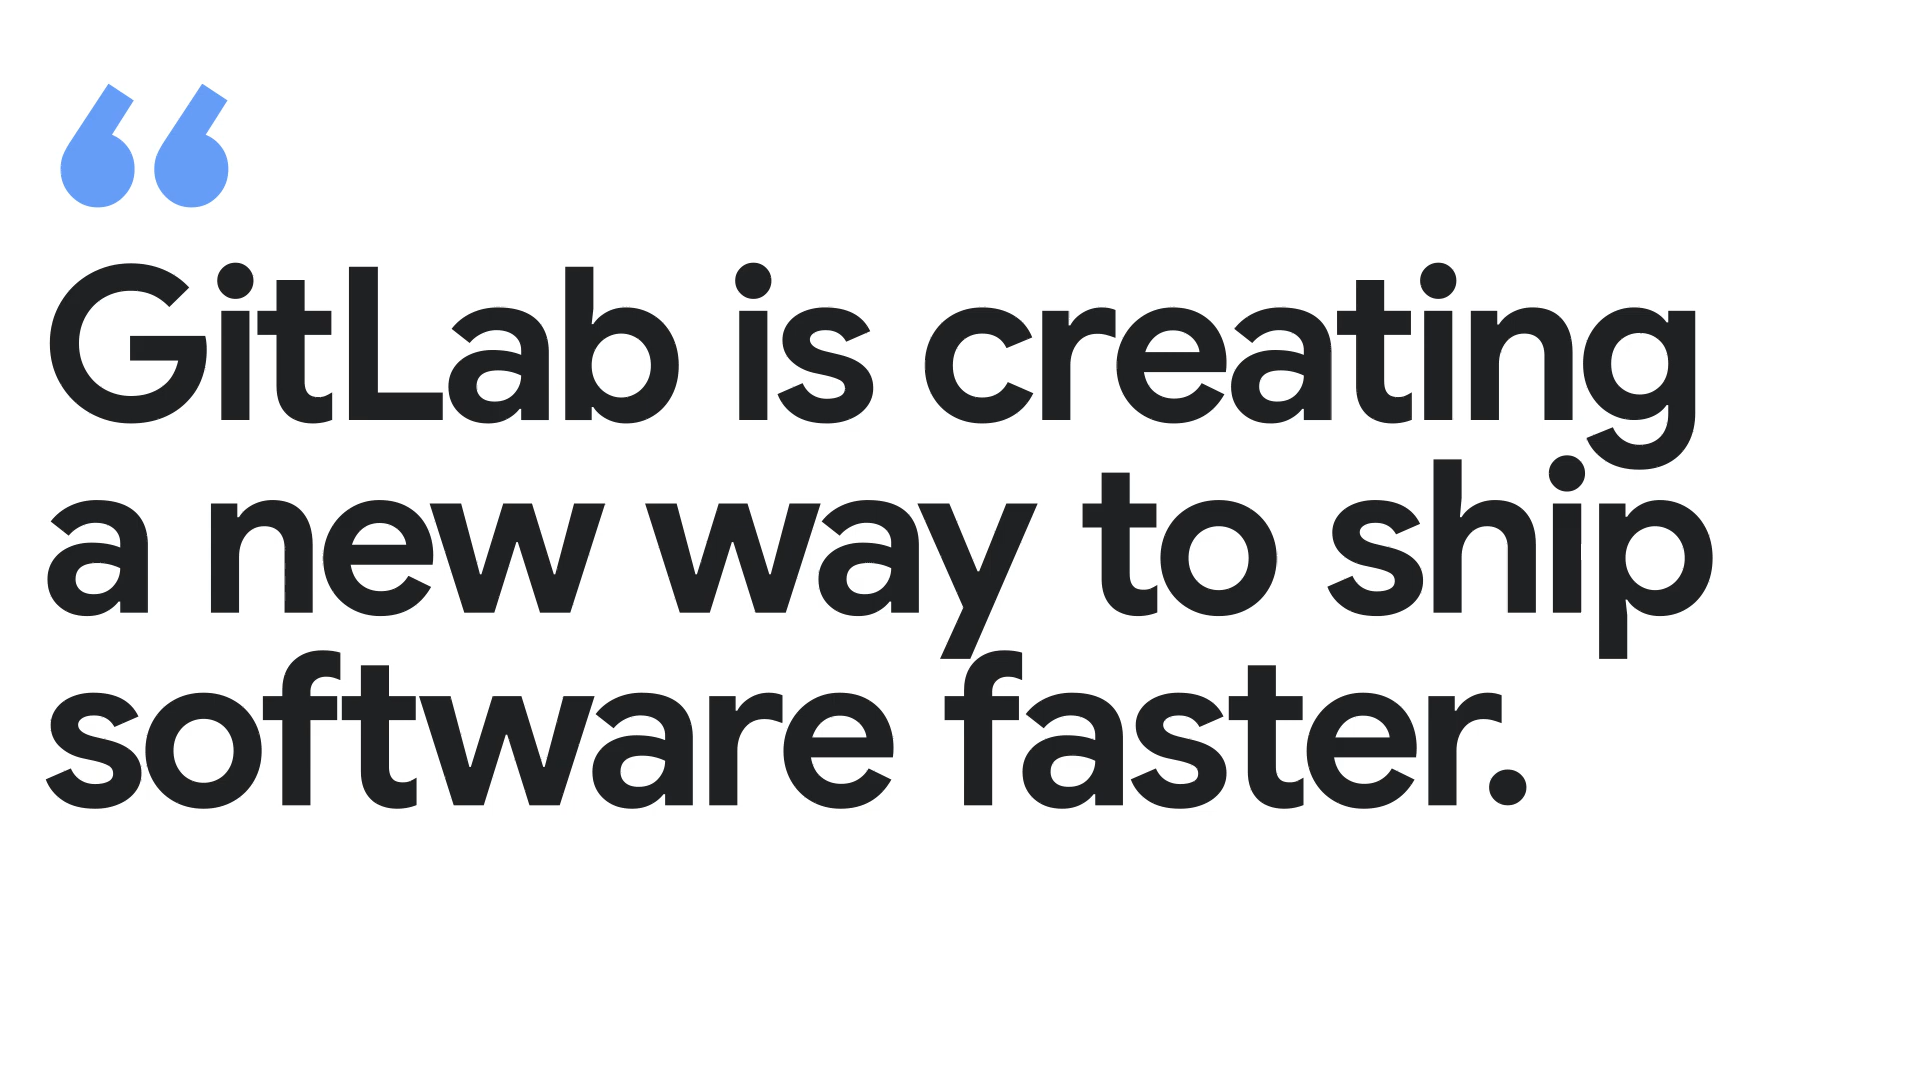 “
GitLab is creating
a new way to ship
software faster.